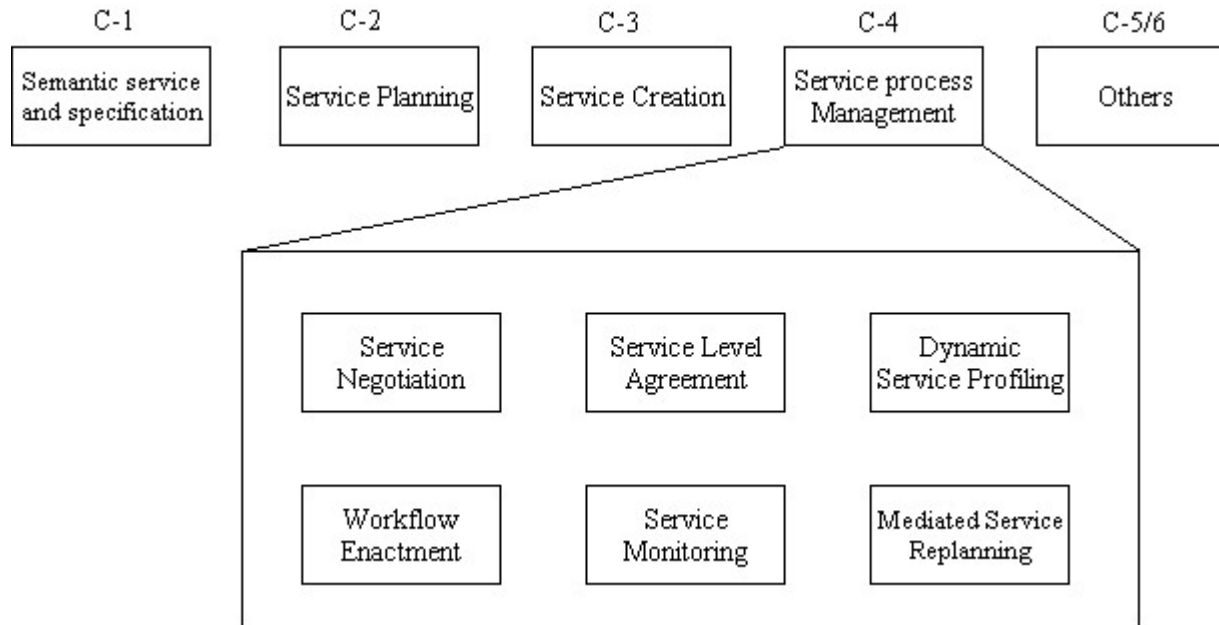 C-1
C-2
C-3
C-4
C-5/6
Semantic service
and specification
Service Planning
Service Creation
Service process
Management
Others
Service
Negotiation
Service Level
Agreement
Dynamic
Service Profiling
Workflow
Enactment
Service
Monitoring
Mediated Service
Replanning